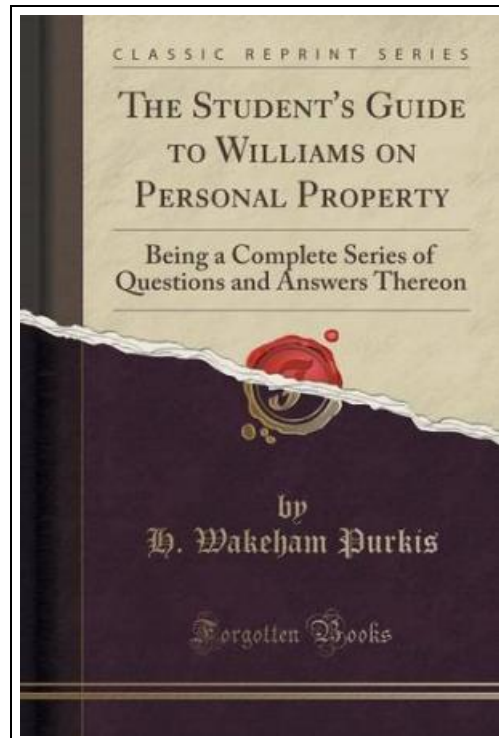 CLASSIC REPRINT SERIES
THE STUDENT'S GUIDE
TO WILLIAMS ON
PERSONAL PROPERTY
Being a Complete Series of
Questions and Answers Thereon
F
by
H. Wakeham Purkis
Forgotten Books